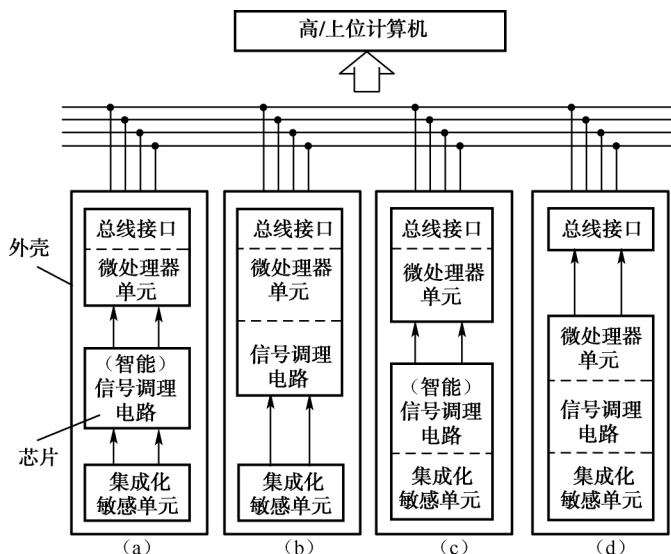 高/上位计算机
外壳
芯片
总线接口
微处理器
单元
（智能）
信号调理
电路
集成化
敏感单元
(a)
总线接口
微处理器
单元
信号调理
电路
集成化
敏感单元
(b)
总线接口
微处理器
单元
（智能）
信号调理
电路
集成化
敏感单元
(c)
总线接口
微处理器
单元
信号调理
电路
集成化
敏感单元
(d)